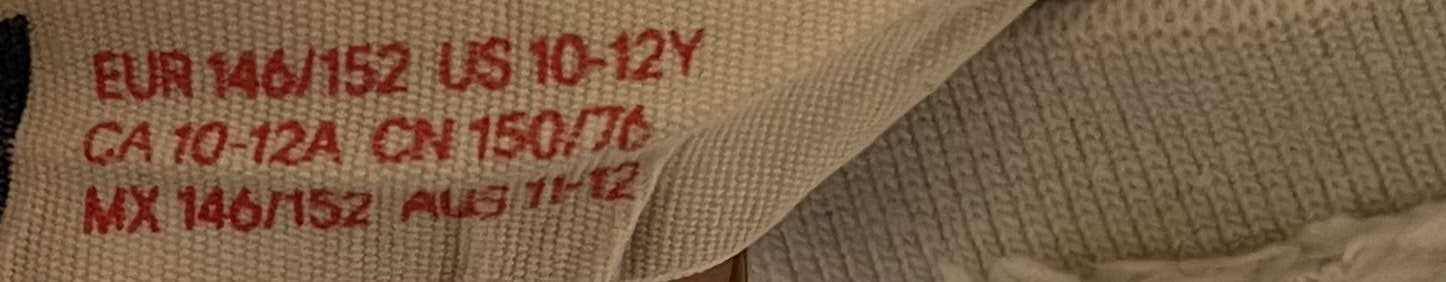 EUR 146/152 US 10-12Y
CA 10-12A CN 150/76
MX 146/152 AUS 11-12